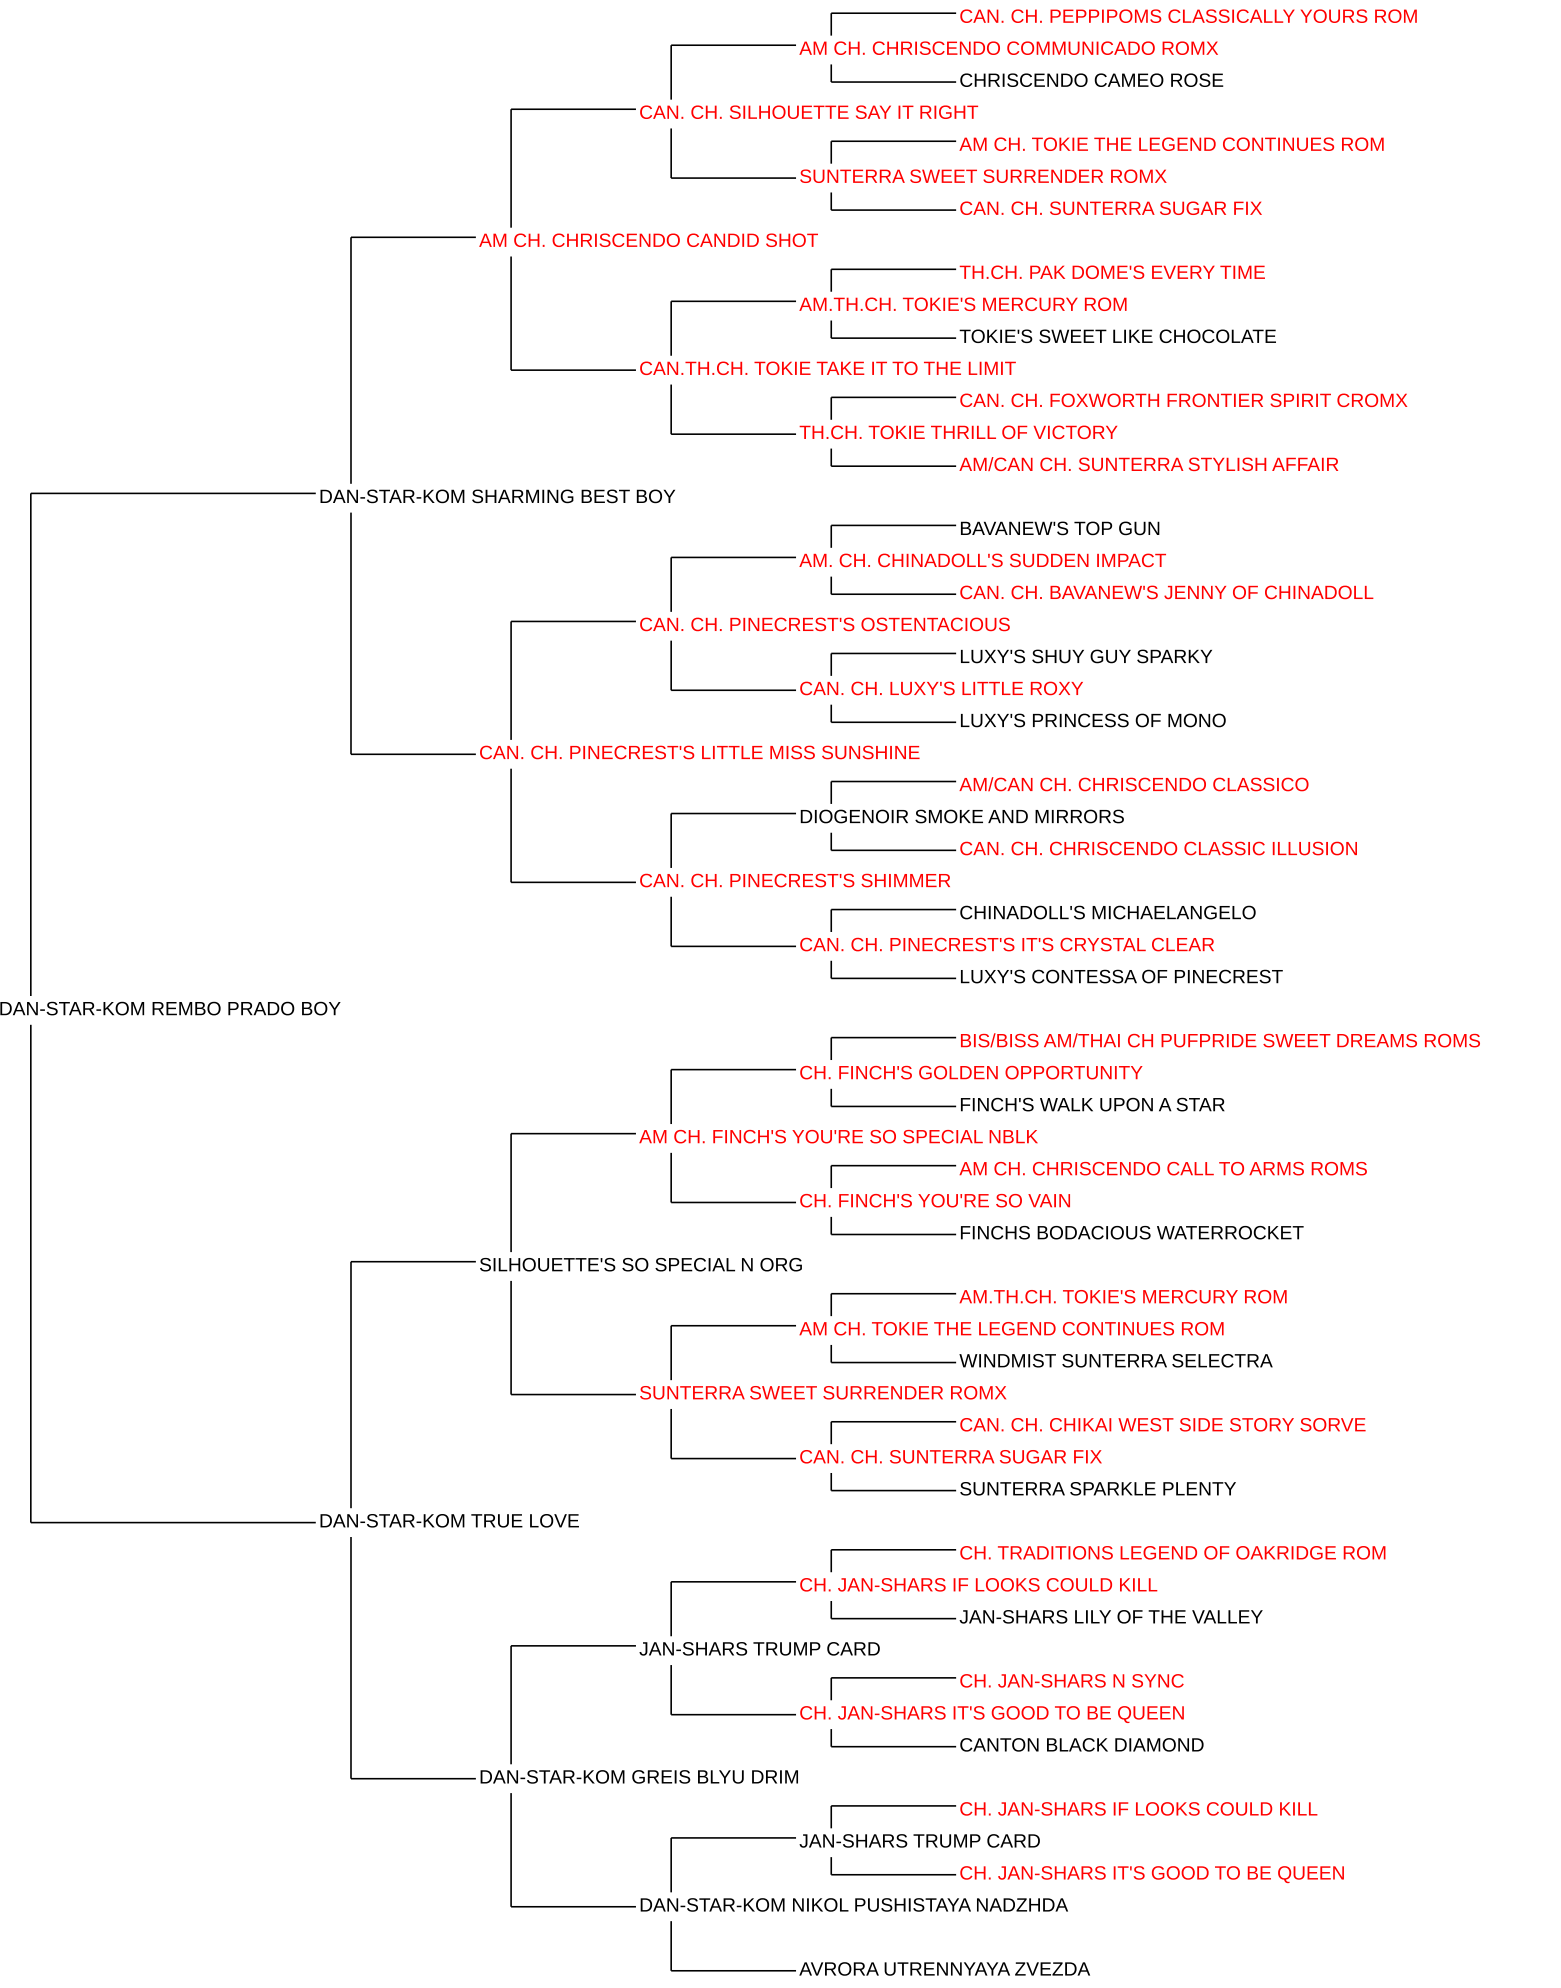 CAN. CH. PEPPIPOMS CLASSICALLY YOURS ROM
AM CH. CHRISCENDO COMMUNICADO ROMX
CHRISCENDO CAMEO ROSE
CAN. CH. SILHOUETTE SAY IT RIGHT
AM CH. TOKIE THE LEGEND CONTINUES ROM
SUNTERRA SWEET SURRENDER ROMX
CAN. CH. SUNTERRA SUGAR FIX
AM CH. CHRISCENDO CANDID SHOT
TH.CH. PAK DOME'S EVERY TIME
AM.TH.CH. TOKIE'S MERCURY ROM
TOKIE'S SWEET LIKE CHOCOLATE
CAN.TH.CH. TOKIE TAKE IT TO THE LIMIT
CAN. CH. FOXWORTH FRONTIER SPIRIT CROMX
TH.CH. TOKIE THRILL OF VICTORY
AM/CAN CH. SUNTERRA STYLISH AFFAIR
DAN-STAR-KOM SHARMING BEST BOY
BAVANEW'S TOP GUN
AM. CH. CHINADOLL'S SUDDEN IMPACT
CAN. CH. BAVANEW'S JENNY OF CHINADOLL
CAN. CH. PINECREST'S OSTENTACIOUS
LUXY'S SHUY GUY SPARKY
CAN. CH. LUXY'S LITTLE ROXY
LUXY'S PRINCESS OF MONO
CAN. CH. PINECREST'S LITTLE MISS SUNSHINE
AM/CAN CH. CHRISCENDO CLASSICO
DIOGENOIR SMOKE AND MIRRORS
CAN. CH. CHRISCENDO CLASSIC ILLUSION
CAN. CH. PINECREST'S SHIMMER
CHINADOLL'S MICHAELANGELO
CAN. CH. PINECREST'S IT'S CRYSTAL CLEAR
LUXY'S CONTESSA OF PINECREST
DAN-STAR-KOM REMBO PRADO BOY
BIS/BISS AM/THAI CH PUFPRIDE SWEET DREAMS ROMS
CH. FINCH'S GOLDEN OPPORTUNITY
FINCH'S WALK UPON A STAR
AM CH. FINCH'S YOU'RE SO SPECIAL NBLK
AM CH. CHRISCENDO CALL TO ARMS ROMS
CH. FINCH'S YOU'RE SO VAIN
FINCHS BODACIOUS WATERROCKET
SILHOUETTE'S SO SPECIAL N ORG
AM.TH.CH. TOKIE'S MERCURY ROM
AM CH. TOKIE THE LEGEND CONTINUES ROM
WINDMIST SUNTERRA SELECTRA
SUNTERRA SWEET SURRENDER ROMX
CAN. CH. CHIKAI WEST SIDE STORY SORVE
CAN. CH. SUNTERRA SUGAR FIX
SUNTERRA SPARKLE PLENTY
DAN-STAR-KOM TRUE LOVE
CH. TRADITIONS LEGEND OF OAKRIDGE ROM
CH. JAN-SHARS IF LOOKS COULD KILL
JAN-SHARS LILY OF THE VALLEY
JAN-SHARS TRUMP CARD
CH. JAN-SHARS N SYNC
CH. JAN-SHARS IT'S GOOD TO BE QUEEN
CANTON BLACK DIAMOND
DAN-STAR-KOM GREIS BLYU DRIM
CH. JAN-SHARS IF LOOKS COULD KILL
JAN-SHARS TRUMP CARD
CH. JAN-SHARS IT'S GOOD TO BE QUEEN
DAN-STAR-KOM NIKOL PUSHISTAYA NADZHDA
AVRORA UTRENNYAYA ZVEZDA